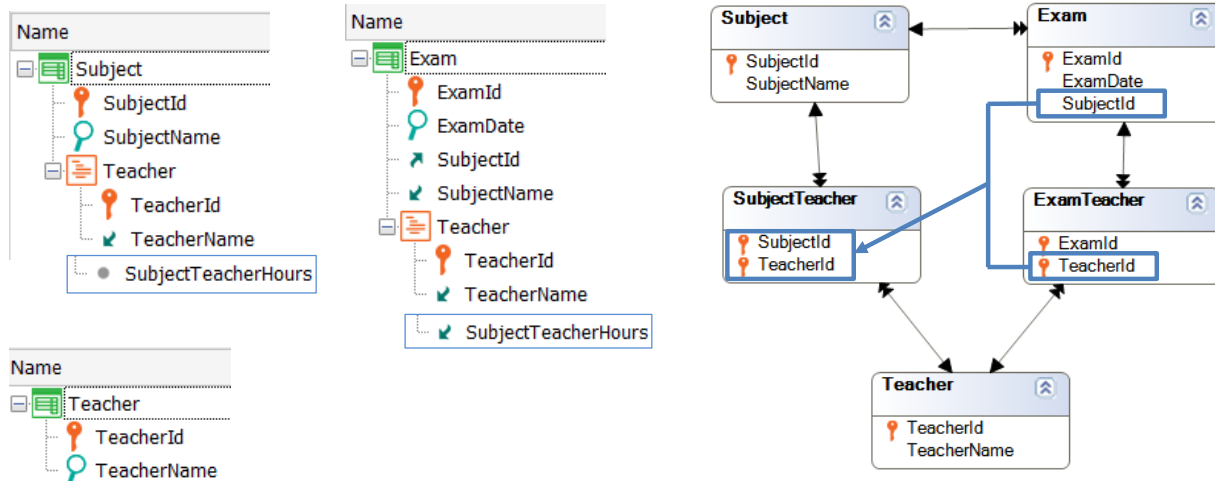 Name
Subject
SubjectId
SubjectName
Teacher
TeacherId
TeacherName
SubjectTeacherHours
Name
Teacher
TeacherId
TeacherName
Name
Exam
ExamId
ExamDate
SubjectId
SubjectName
Teacher
TeacherId
TeacherName
SubjectTeacherHours
Subject
SubjectId
SubjectName
Exam
ExamId
ExamDate
SubjectId
SubjectTeacher
SubjectId
TeacherId
ExamTeacher
ExamId
TeacherId
Teacher
TeacherId
TeacherName